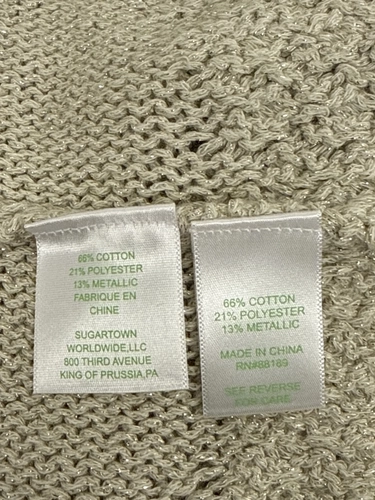 66% COTTON
21% POLYESTER
13% METALLIC
FABRIQUE EN
CHINE
SUGARTOWN
WORLDWIDE,LLC
800 THIRD AVENUE
KING OF PRUSSIA,PA
66% COTTON
21% POLYESTER
13% METALLIC
MADE IN CHINA
RN#88169
SEE REVERSE
FOR CARE